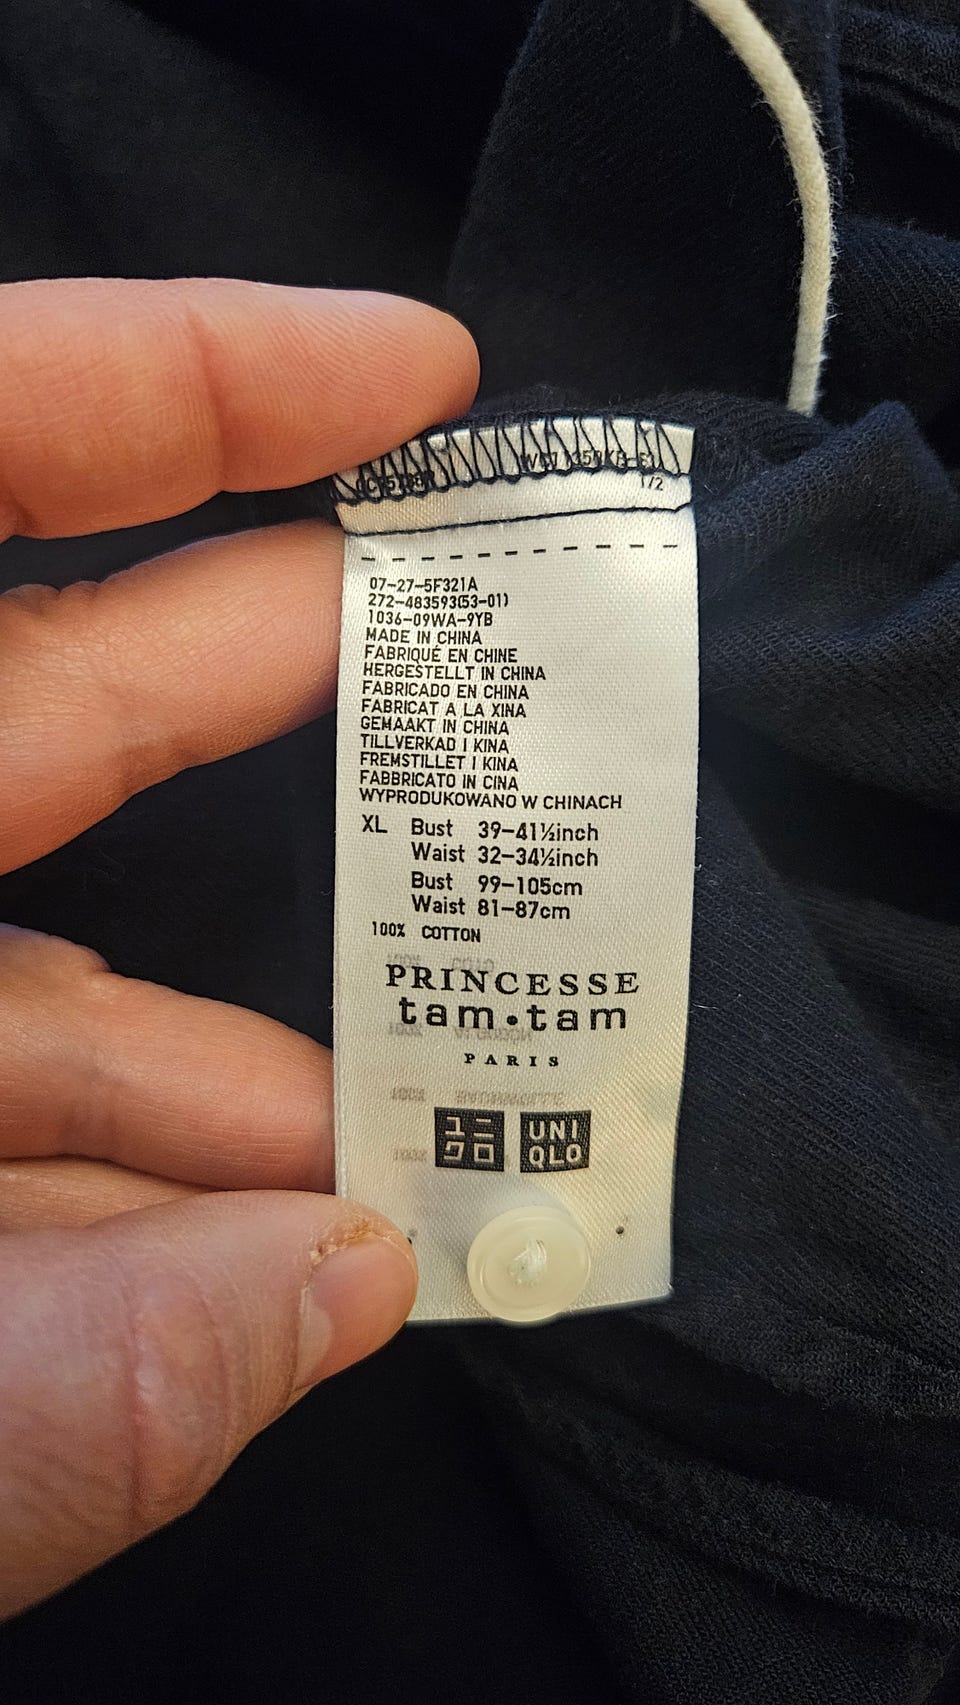 1/2
07-27-5F321A
272-483593(53-01)
1036-09WA-9YB
MADE IN CHINA
FABRIQUÉ EN CHINE
HERGESTELLT IN CHINA
FABRICADO EN CHINA
FABRICAT A LA XINA
GEMAAKT IN CHINA
TILLVERKAD I KINA
FREMSTILLET I KINA
FABBRICATO IN CINA
WYPRODUKOWANO W CHINACH
XL Bust 39-41½inch
Waist 32-34½inch
Bust 99-105cm
Waist 81-87cm
100% COTTON
PRINCESSE
tam•tam
PARIS
ユニ UNI
クロ QLO